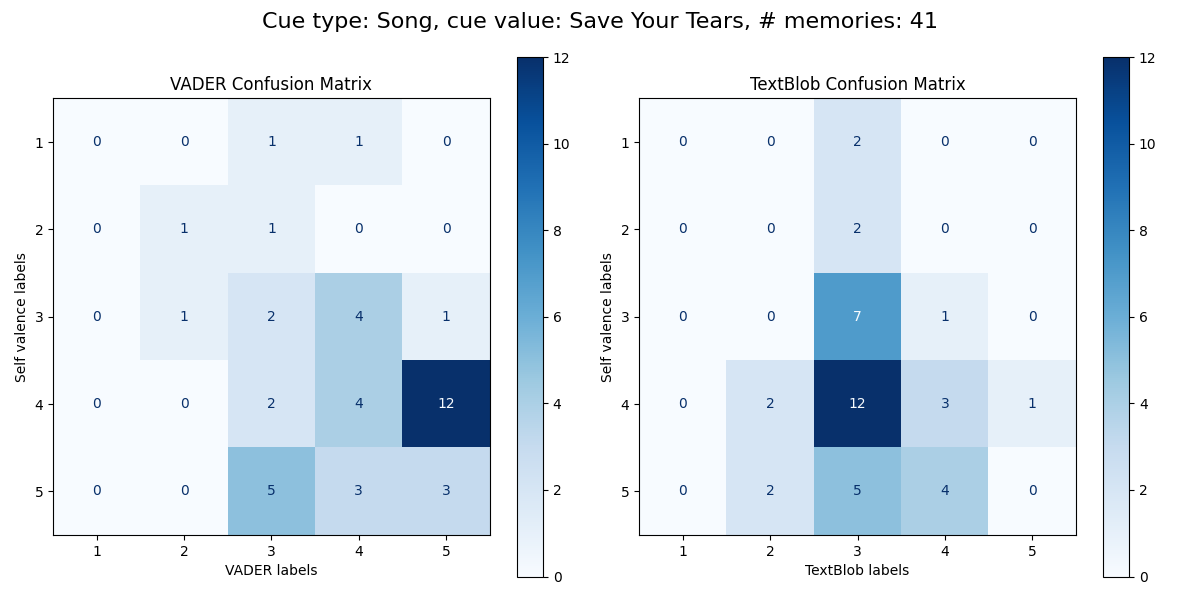 Cue type: Song, cue value: Save Your Tears, # memories: 41
VADER Confusion Matrix
1 0 0 1 1 0
2 0 1 1 0 0
3 0 1 2 4 1
4 0 0 2 4 12
5 0 0 5 3 3
1 2 3 4 5
VADER labels
Self valence labels
12
10
8
6
4
2
0
TextBlob Confusion Matrix
1 0 0 2 0 0
2 0 0 2 0 0
3 0 0 7 1 0
4 0 2 12 3 1
5 0 2 5 4 0
1 2 3 4 5
TextBlob labels
Self valence labels
12
10
8
6
4
2
0